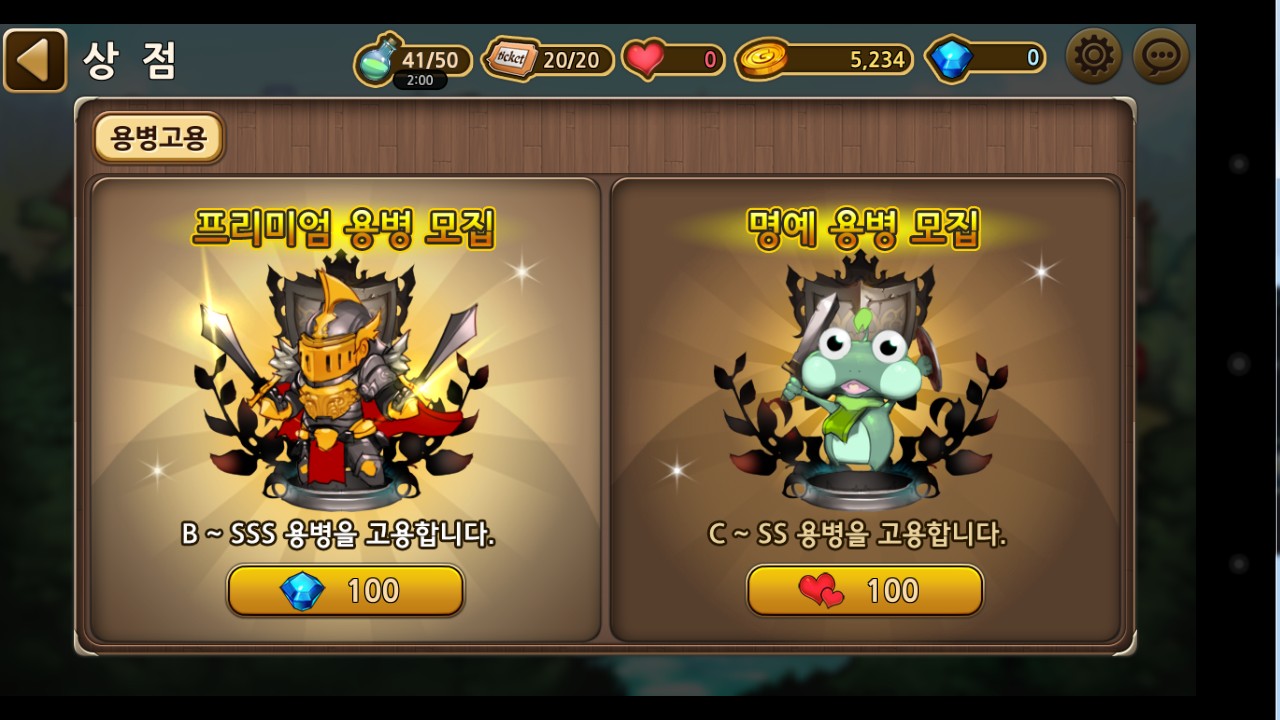 상 점
41/50
2:00
ticket
20/20
0
5,234
0
용병고용
프리미엄 용병 모집
B ~ SSS 용병을 고용합니다.
100
명예 용병 모집
C ~ SS 용병을 고용합니다.
100